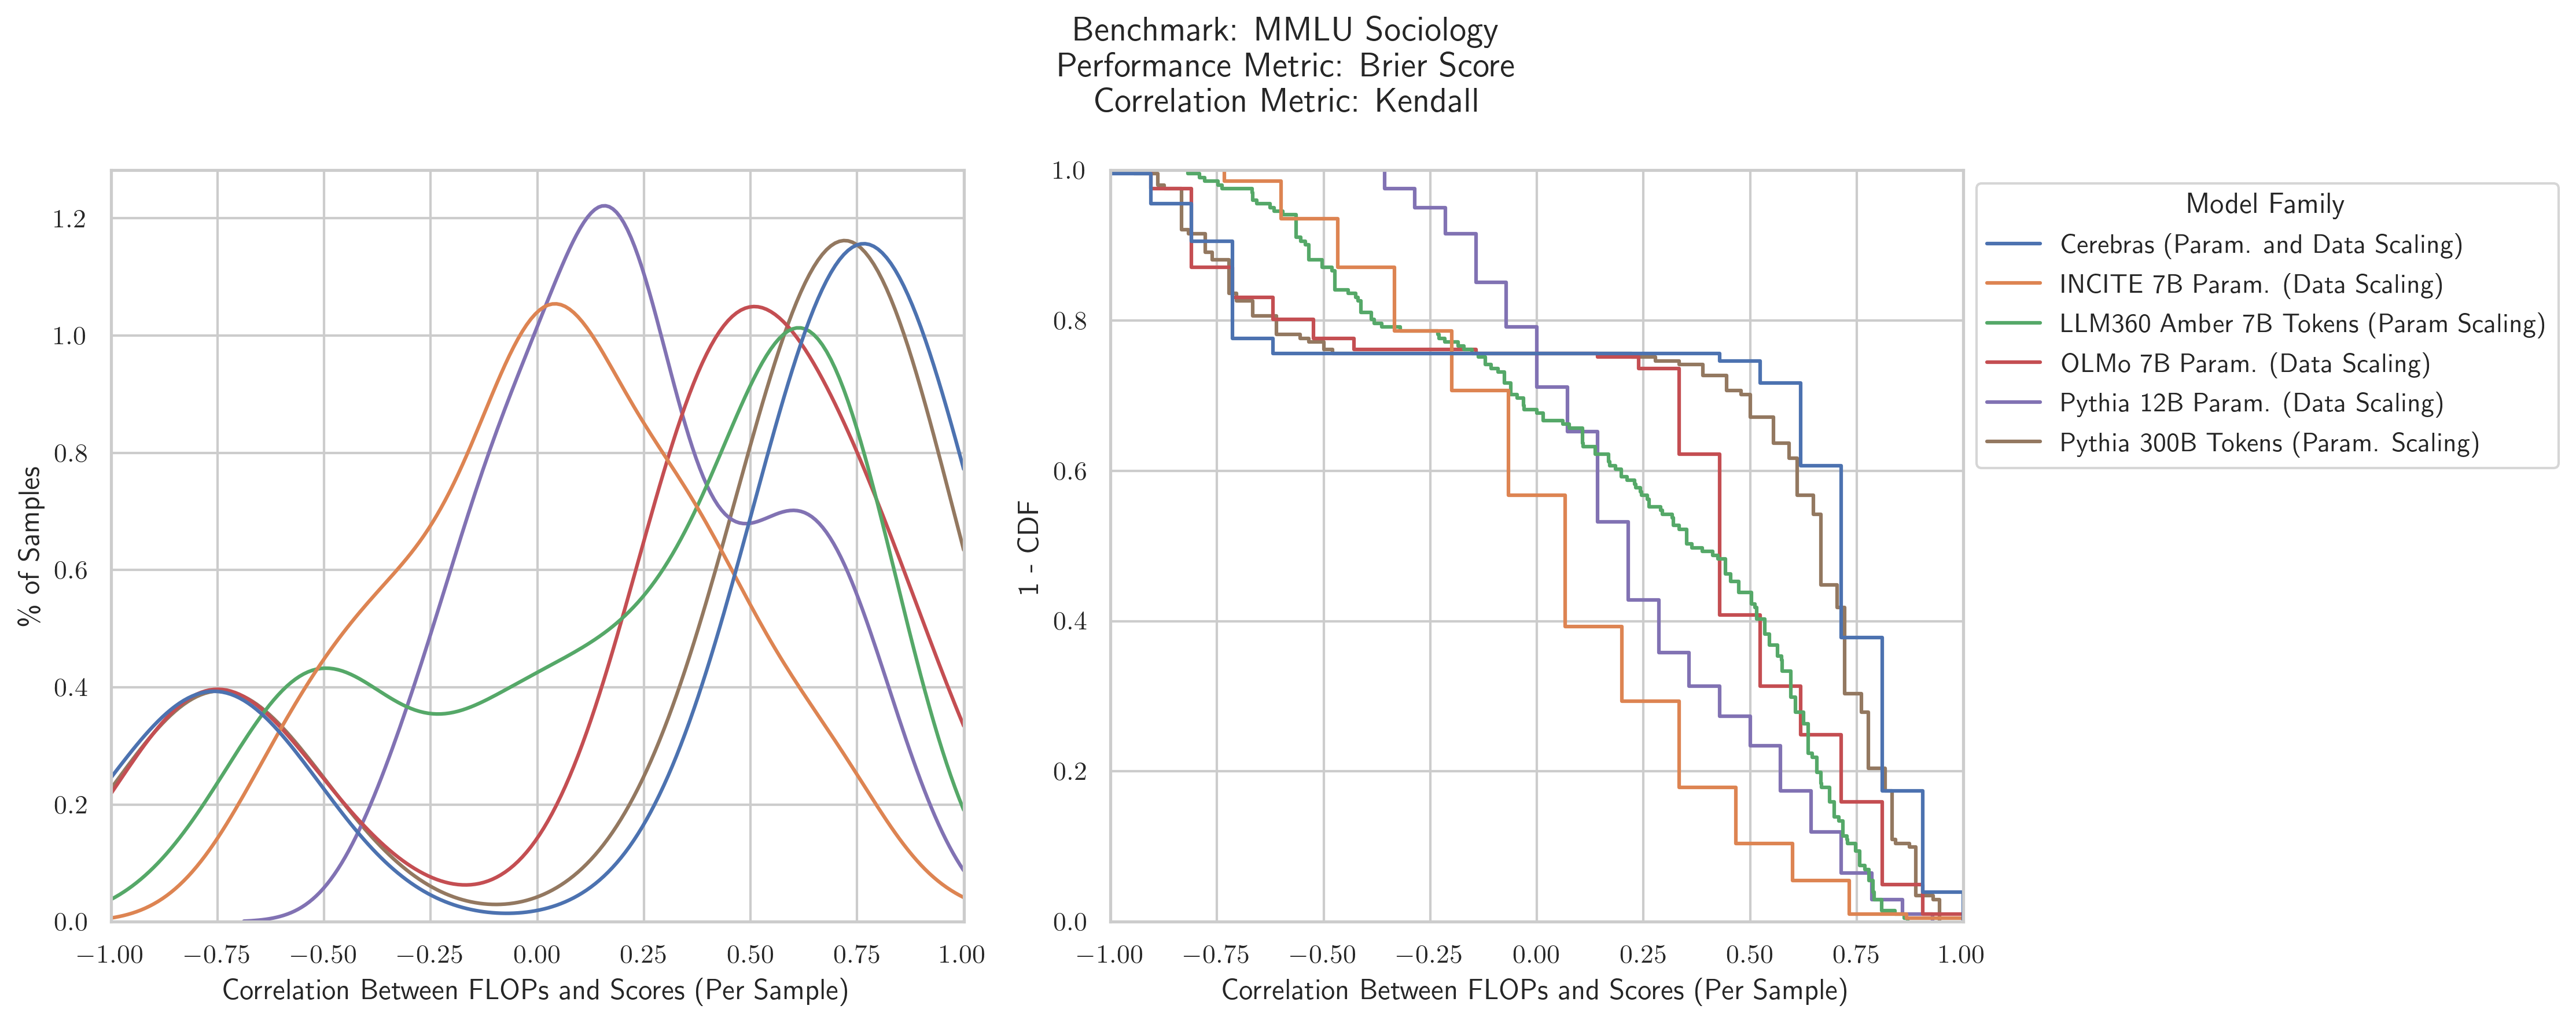 Benchmark: MMLU Sociology
Performance Metric: Brier Score
Correlation Metric: Kendall
% of Samples
1.2
1.0
0.8
0.6
0.4
0.2
0.0
−1.00 −0.75 −0.50 −0.25 0.00 0.25 0.50 0.75 1.00
Correlation Between FLOPs and Scores (Per Sample)
1 - CDF
1.0
0.8
0.6
0.4
0.2
0.0
−1.00 −0.75 −0.50 −0.25 0.00 0.25 0.50 0.75 1.00
Correlation Between FLOPs and Scores (Per Sample)
Model Family
Cerebras (Param. and Data Scaling)
INCITE 7B Param. (Data Scaling)
LLM360 Amber 7B Tokens (Param Scaling)
OLMo 7B Param. (Data Scaling)
Pythia 12B Param. (Data Scaling)
Pythia 300B Tokens (Param. Scaling)